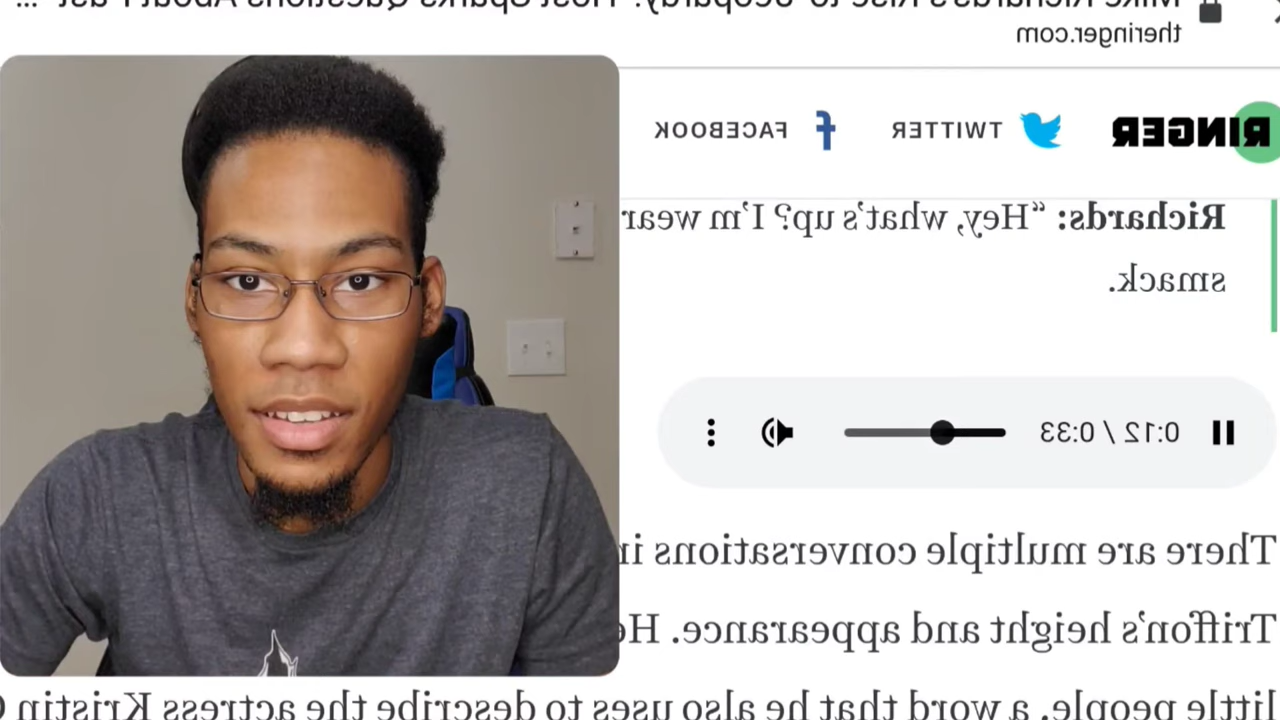 Mike Richards's Rise to 'Jeopardy!' Host Sparks Questions About Past ...
theringer.com
RINGER TWITTER FACEBOOK
Richards: “Hey, what's up? I'm wear
smack.
0:12 / 0:33
There are multiple conversations in
Triffon's height and appearance. He
little people, a word that he also uses to describe the actress Kristin C